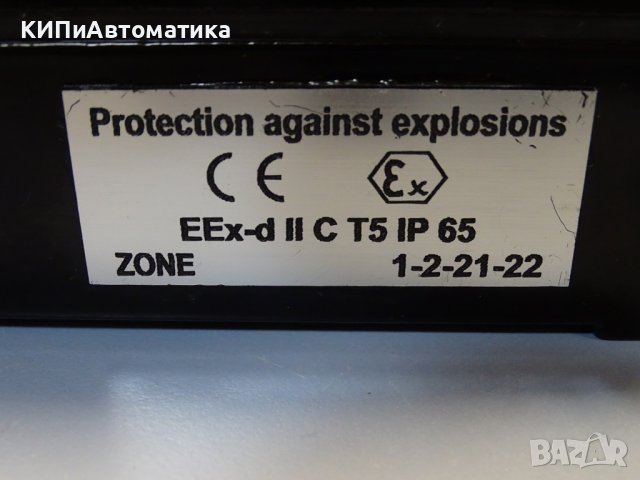 КИПиАвтоматика
Protection against explosions
CE Ex
EEx-d II C T5 IP 65
ZONE 1-2-21-22
BAZAR